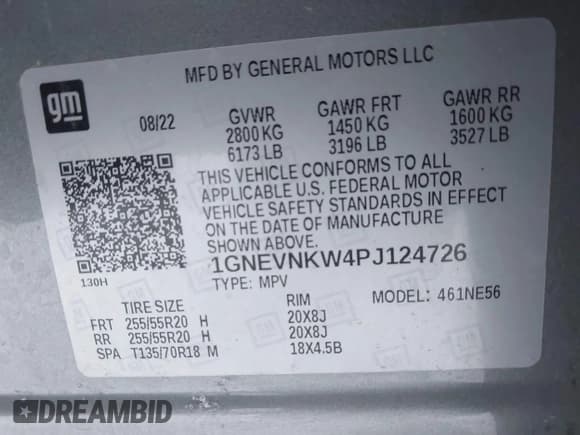 MFD BY GENERAL MOTORS LLC
gm
08/22 GVWR GAWR FRT GAWR RR
2800 KG 1450 KG 1600 KG
6173 LB 3196 LB 3527 LB
THIS VEHICLE CONFORMS TO ALL
APPLICABLE U.S. FEDERAL MOTOR
VEHICLE SAFETY STANDARDS IN EFFECT
ON THE DATE OF MANUFACTURE
SHOWN ABOVE.
130H
1GNEVNKW4PJ124726
TYPE: MPV MODEL: 461NE56
TIRE SIZE RIM
FRT 255/55R20 H 20X8J
RR 255/55R20 H 20X8J
SPA T135/70R18 M 18X4.5B
DREAMBID